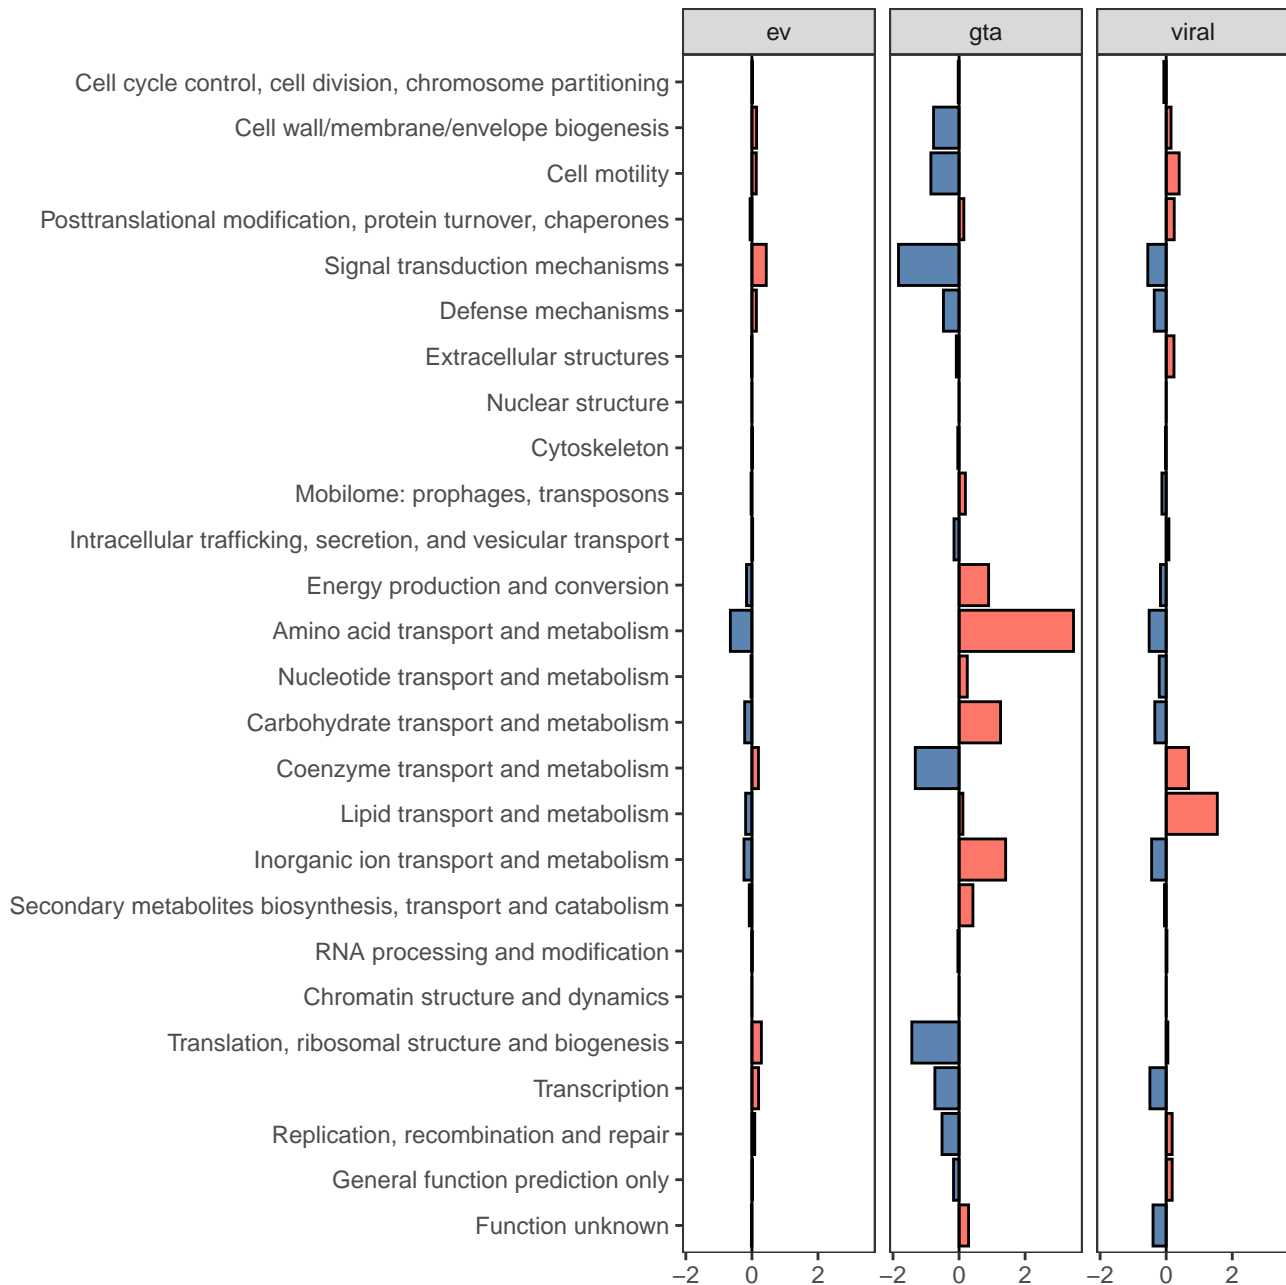 ev gta viral
Cell cycle control, cell division, chromosome partitioning
Cell wall/membrane/envelope biogenesis
Cell motility
Posttranslational modification, protein turnover, chaperones
Signal transduction mechanisms
Defense mechanisms
Extracellular structures
Nuclear structure
Cytoskeleton
Mobilome: prophages, transposons
Intracellular trafficking, secretion, and vesicular transport
Energy production and conversion
Amino acid transport and metabolism
Nucleotide transport and metabolism
Carbohydrate transport and metabolism
Coenzyme transport and metabolism
Lipid transport and metabolism
Inorganic ion transport and metabolism
Secondary metabolites biosynthesis, transport and catabolism
RNA processing and modification
Chromatin structure and dynamics
Translation, ribosomal structure and biogenesis
Transcription
Replication, recombination and repair
General function prediction only
Function unknown
−2 0 2 −2 0 2 −2 0 2